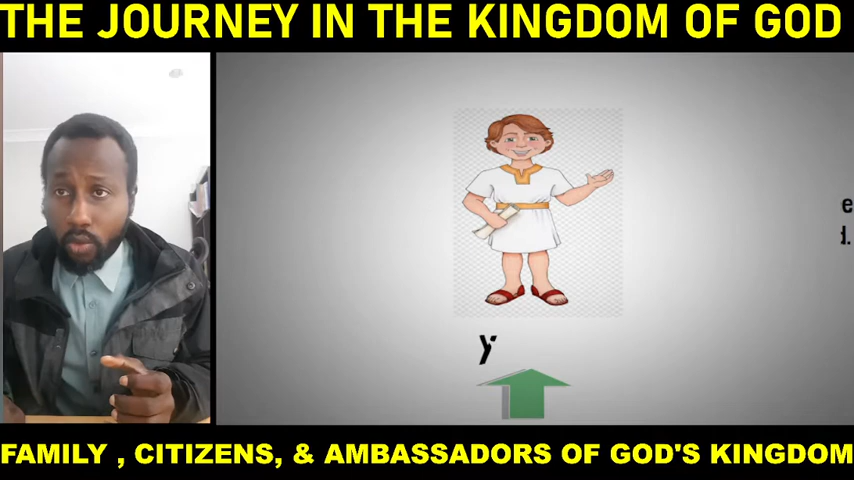 THE JOURNEY IN THE KINGDOM OF GOD
FAMILY , CITIZENS, & AMBASSADORS OF GOD'S KINGDOM